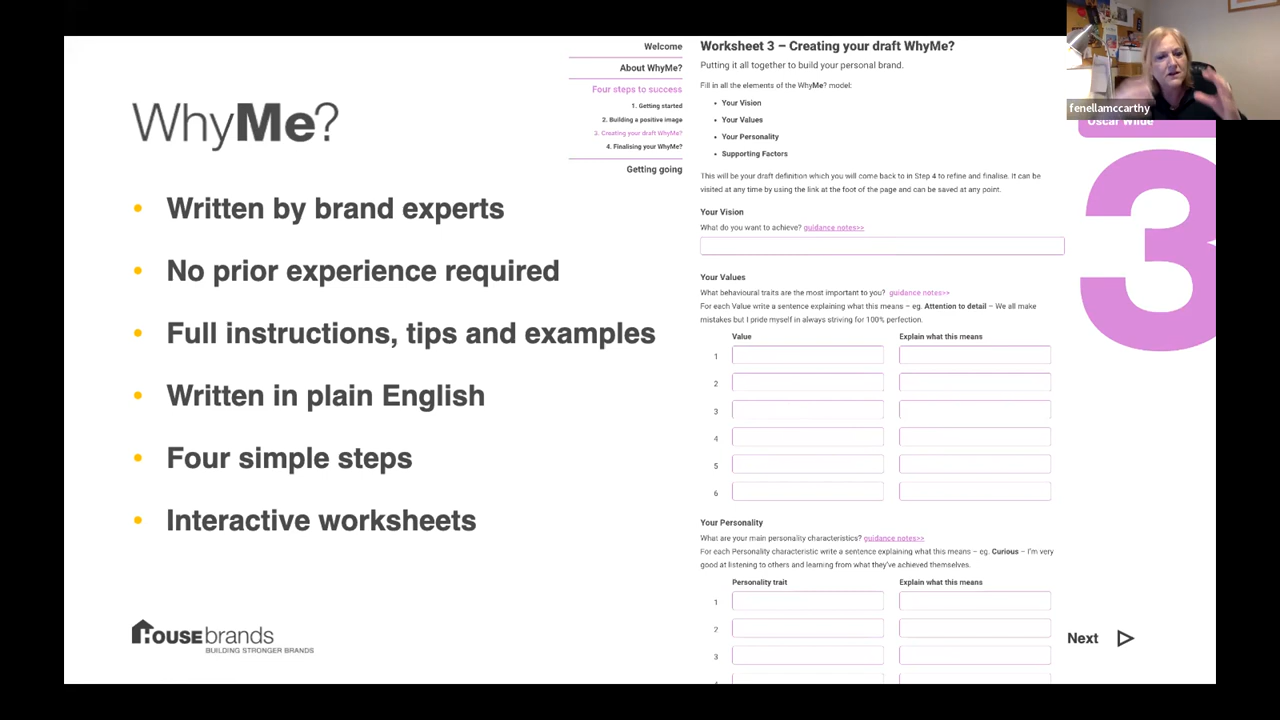 WhyMe?
• Written by brand experts
• No prior experience required
• Full instructions, tips and examples
• Written in plain English
• Four simple steps
• Interactive worksheets
HOUSEbrands
BUILDING STRONGER BRANDS
Welcome
About WhyMe?
Four steps to success
1. Getting started
2. Building a positive image
3. Creating your draft WhyMe?
4. Finalising your WhyMe?
Getting going
Worksheet 3 – Creating your draft WhyMe?
Putting it all together to build your personal brand.
Fill in all the elements of the WhyMe? model:
• Your Vision
• Your Values
• Your Personality
• Supporting Factors
This will be your draft definition which you will come back to in Step 4 to refine and finalise. It can be
visited at any time by using the link at the foot of the page and can be saved at any point.
Your Vision
What do you want to achieve? guidance notes>>
Your Values
What behavioural traits are the most important to you? guidance notes>>
For each Value write a sentence explaining what this means – eg. Attention to detail – We all make
mistakes but I pride myself in always striving for 100% perfection.
Value Explain what this means
1
2
3
4
5
6
Your Personality
What are your main personality characteristics? guidance notes>>
For each Personality characteristic write a sentence explaining what this means – eg. Curious – I'm very
good at listening to others and learning from what they've achieved themselves.
Personality trait Explain what this means
1
2
3
fenellamccarthy
Oscar Wilde
3
Next